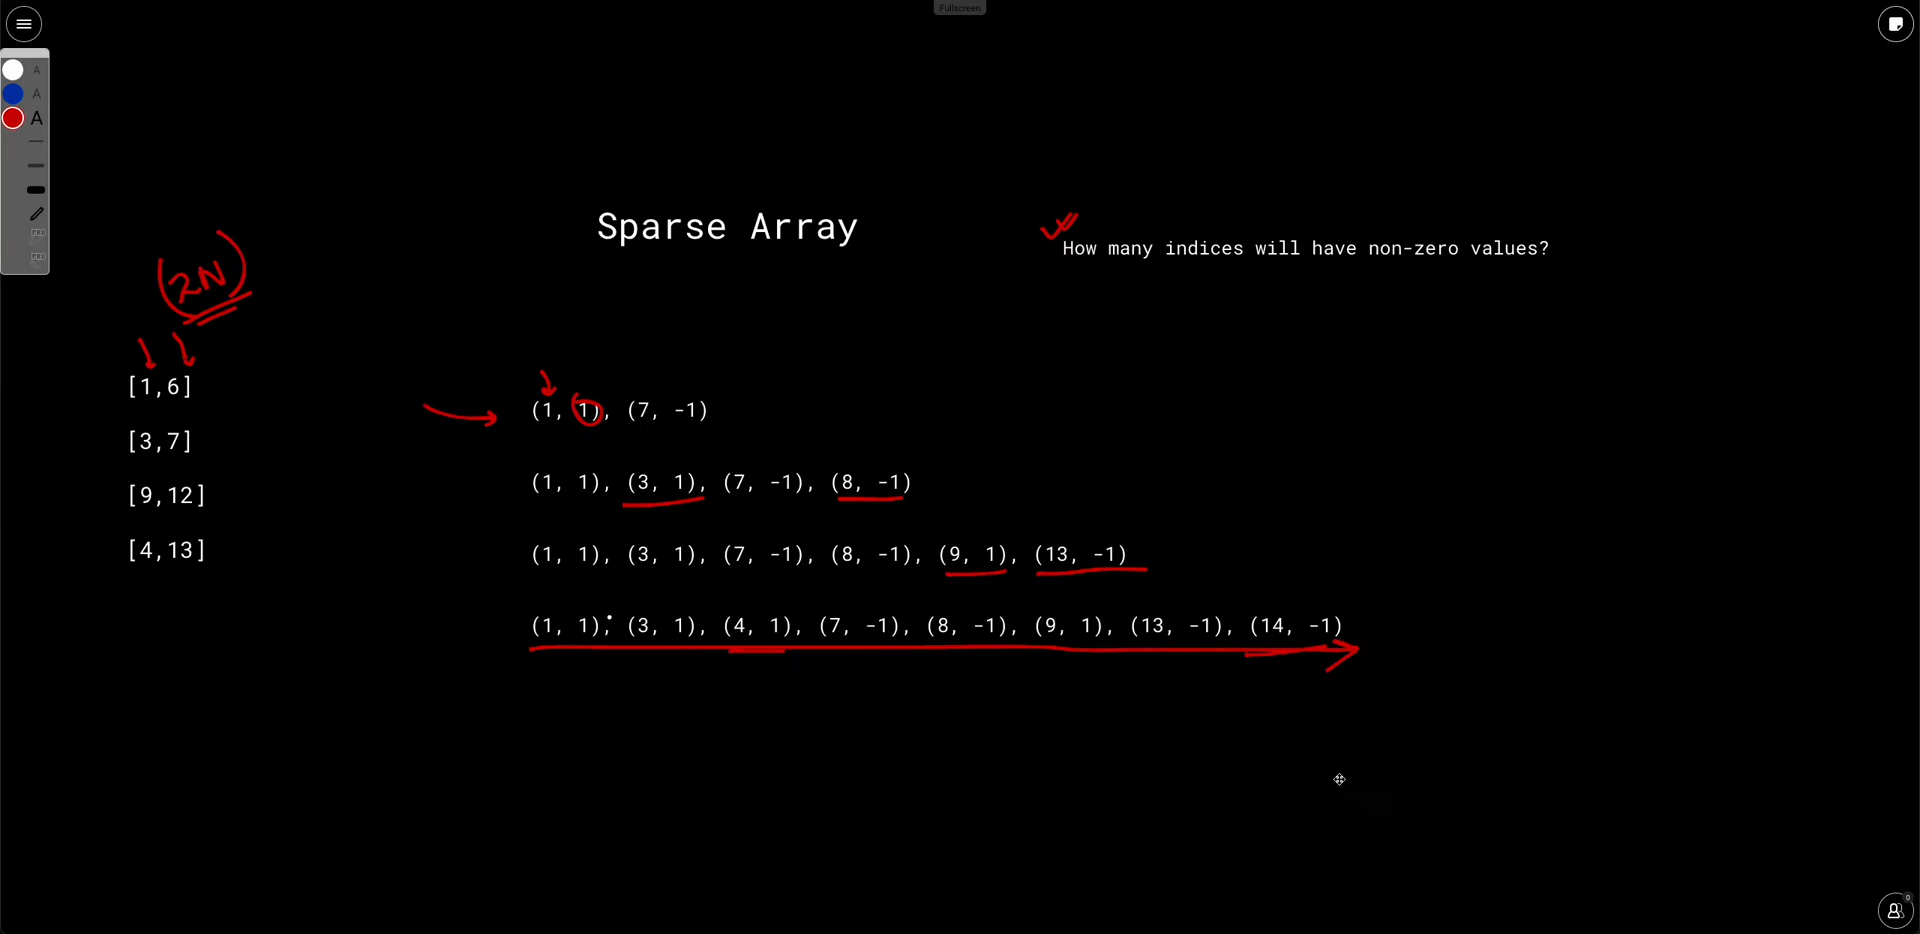 Fullscreen
A
A
A
PRO
PRO
Sparse Array
How many indices will have non-zero values?
2N
[1,6]
[3,7]
[9,12]
[4,13]
(1, 1), (7, -1)
(1, 1), (3, 1), (7, -1), (8, -1)
(1, 1), (3, 1), (7, -1), (8, -1), (9, 1), (13, -1)
(1, 1), (3, 1), (4, 1), (7, -1), (8, -1), (9, 1), (13, -1), (14, -1)
0